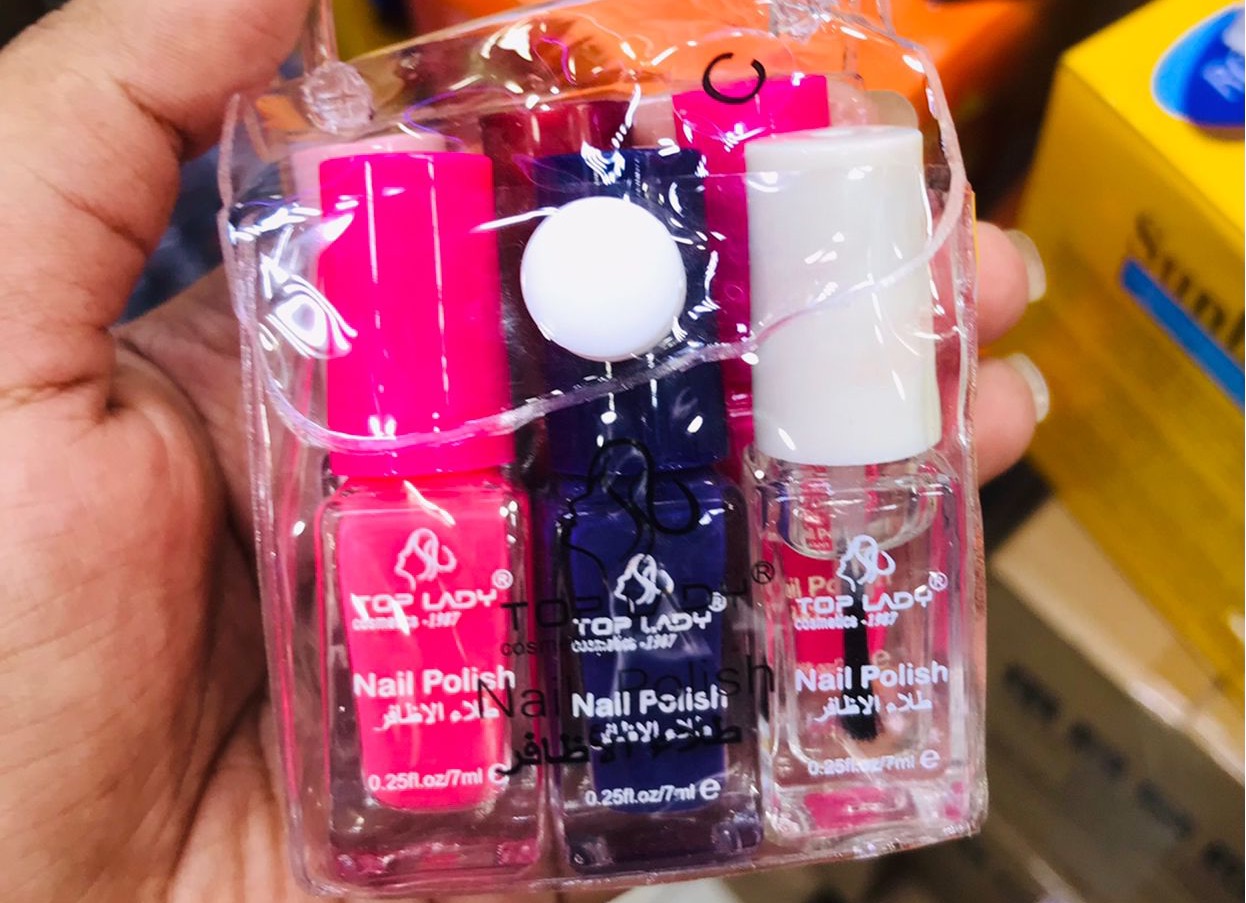 C
TOP LADY®
cosmetics -1987
Nail Polish
طلاء الاظافر
0.25fl.oz/7ml e
TOP LADY®
cosmetics -1987
Nail Polish
طلاء الاظافر
0.25fl.oz/7ml e
TOP LADY®
cosmetics -1987
Nail Polish
طلاء الاظافر
0.25fl.oz/7ml e
TOP LADY®
Nail Polish
طلاء الاظافر